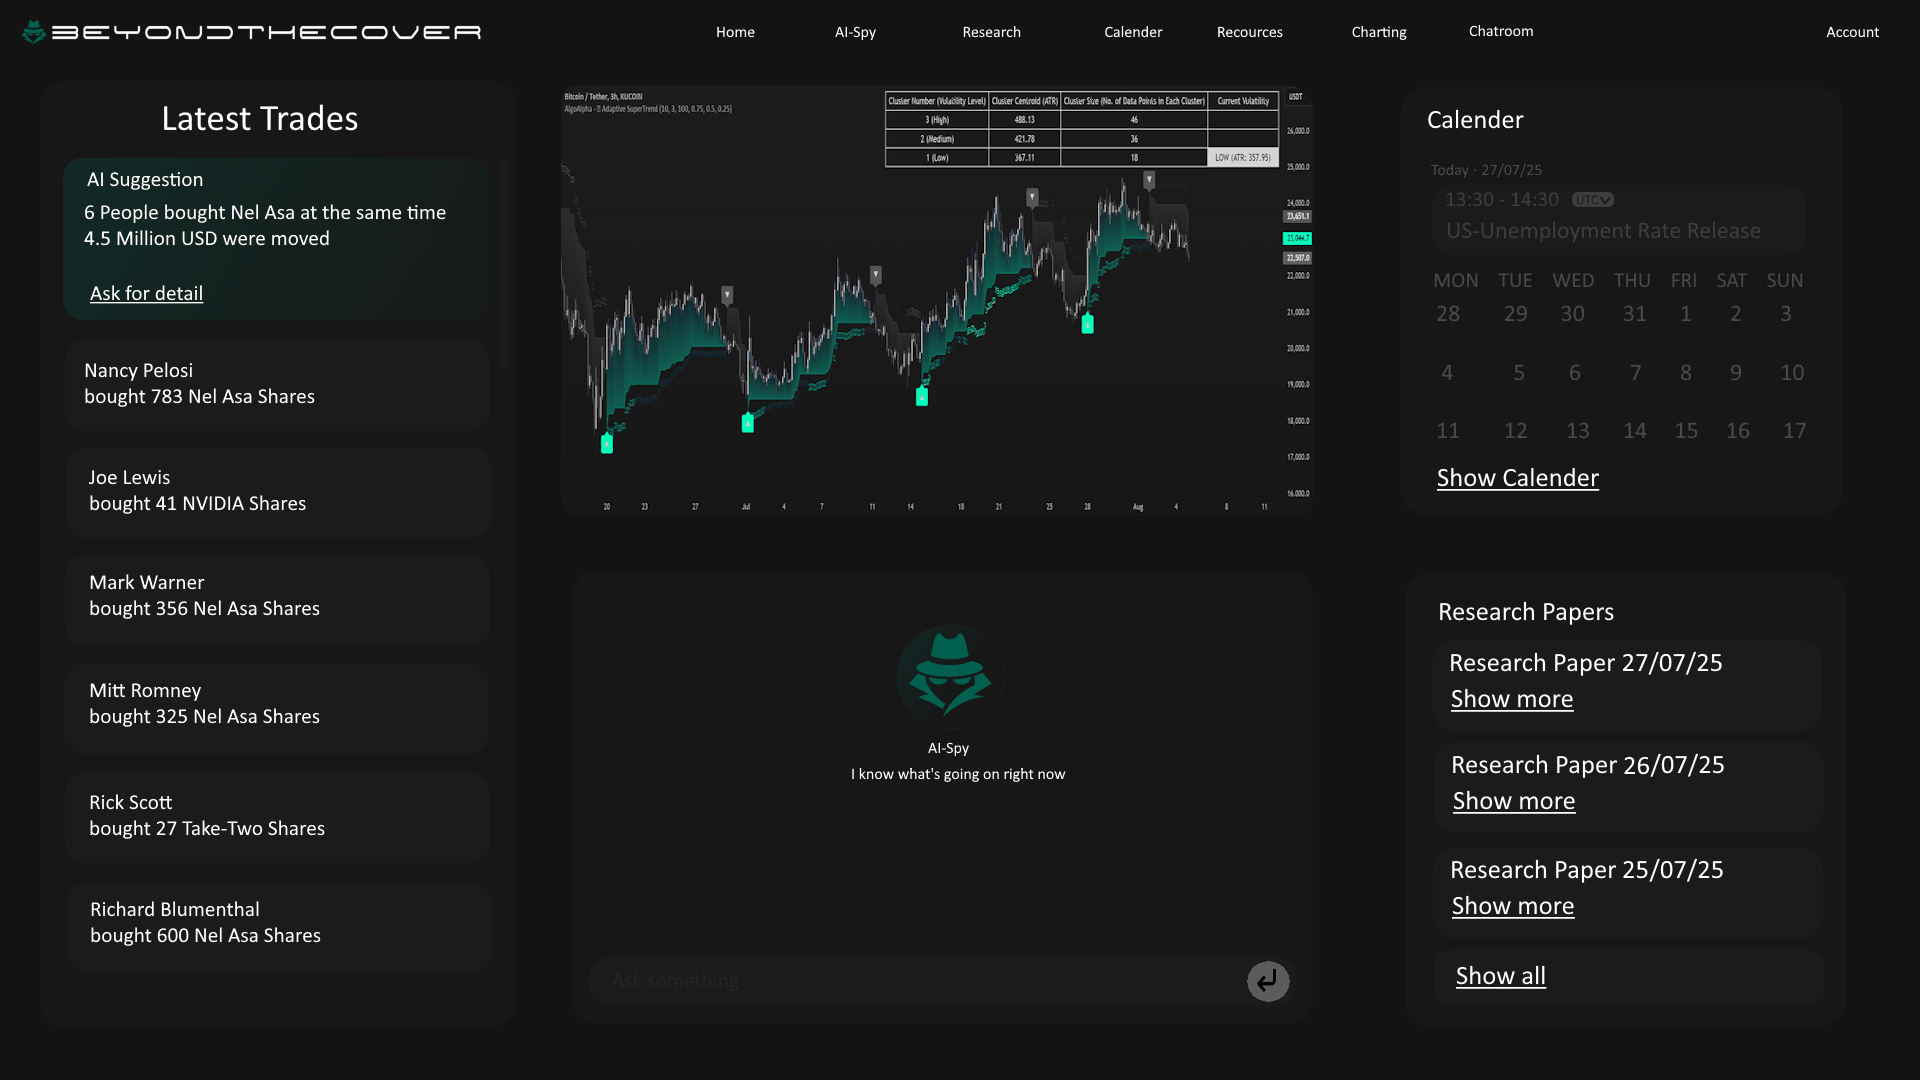 BEYONDTHECOVER
Home
AI-Spy
Research
Calender
Recources
Charting
Chatroom
Account
Latest Trades
AI Suggestion
6 People bought Nel Asa at the same time
4.5 Million USD were moved
Ask for detail
Nancy Pelosi
bought 783 Nel Asa Shares
Joe Lewis
bought 41 NVIDIA Shares
Mark Warner
bought 356 Nel Asa Shares
Mitt Romney
bought 325 Nel Asa Shares
Rick Scott
bought 27 Take-Two Shares
Richard Blumenthal
bought 600 Nel Asa Shares
Bitcoin / Tether, 3h, KUCOIN
AlgoAlpha - Adaptive SuperTrend (10, 3, 100, 0.75, 0.5, 0.25)
Cluster Number (Volatility Level) Cluster Centroid (ATR) Cluster Size (No. of Data Points in Each Cluster) Current Volatility
3 (High) 488.13 46
2 (Medium) 421.78 36
1 (Low) 367.11 18 LOW (ATR: 357.95)
USDT
26,000.0
25,000.0
24,000.0
23,651.1
23,044.7
22,507.0
22,000.0
21,000.0
20,000.0
19,000.0
18,000.0
17,000.0
16,000.0
20 23 27 Jul 4 7 11 14 18 21 25 28 Aug 4 8 11
AI-Spy
I know what's going on right now
Ask something
Calender
Today · 27/07/25
13:30 - 14:30 UTC
US-Unemployment Rate Release
MON TUE WED THU FRI SAT SUN
28 29 30 31 1 2 3
4 5 6 7 8 9 10
11 12 13 14 15 16 17
Show Calender
Research Papers
Research Paper 27/07/25
Show more
Research Paper 26/07/25
Show more
Research Paper 25/07/25
Show more
Show all